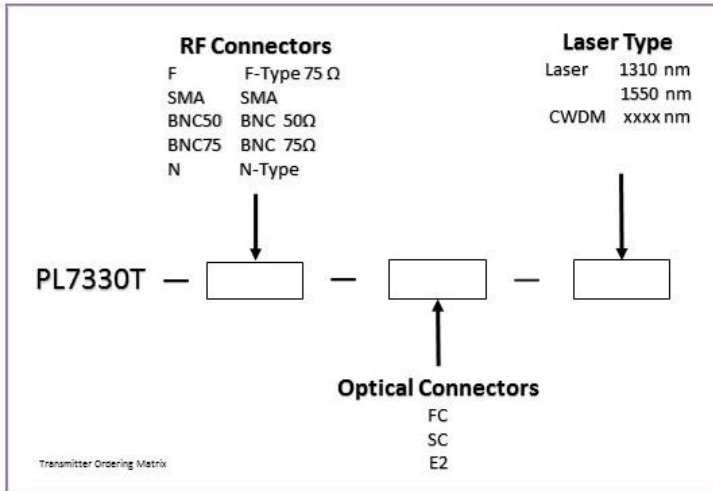 RF Connectors
F F-Type 75 Ω
SMA SMA
BNC50 BNC 50Ω
BNC75 BNC 75Ω
N N-Type
Laser Type
Laser 1310 nm
1550 nm
CWDM xxxx nm
PL7330T — — —
Optical Connectors
FC
SC
E2
Transmitter Ordering Matrix